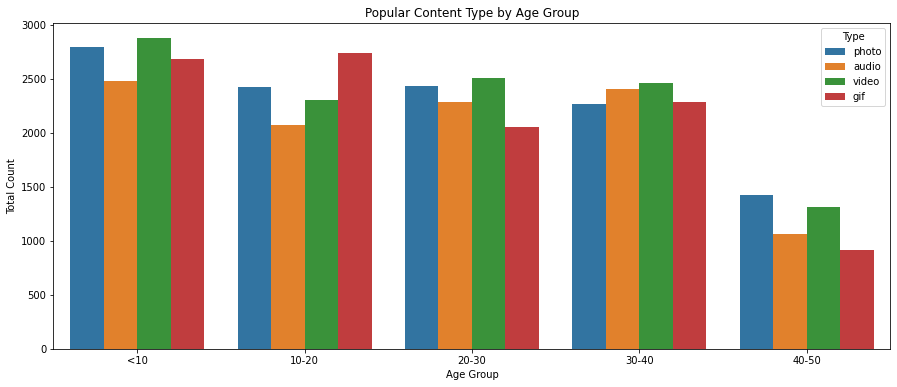 Popular Content Type by Age Group
Type
photo
audio
video
gif
Total Count
3000
2500
2000
1500
1000
500
0
<10 10-20 20-30 30-40 40-50
Age Group